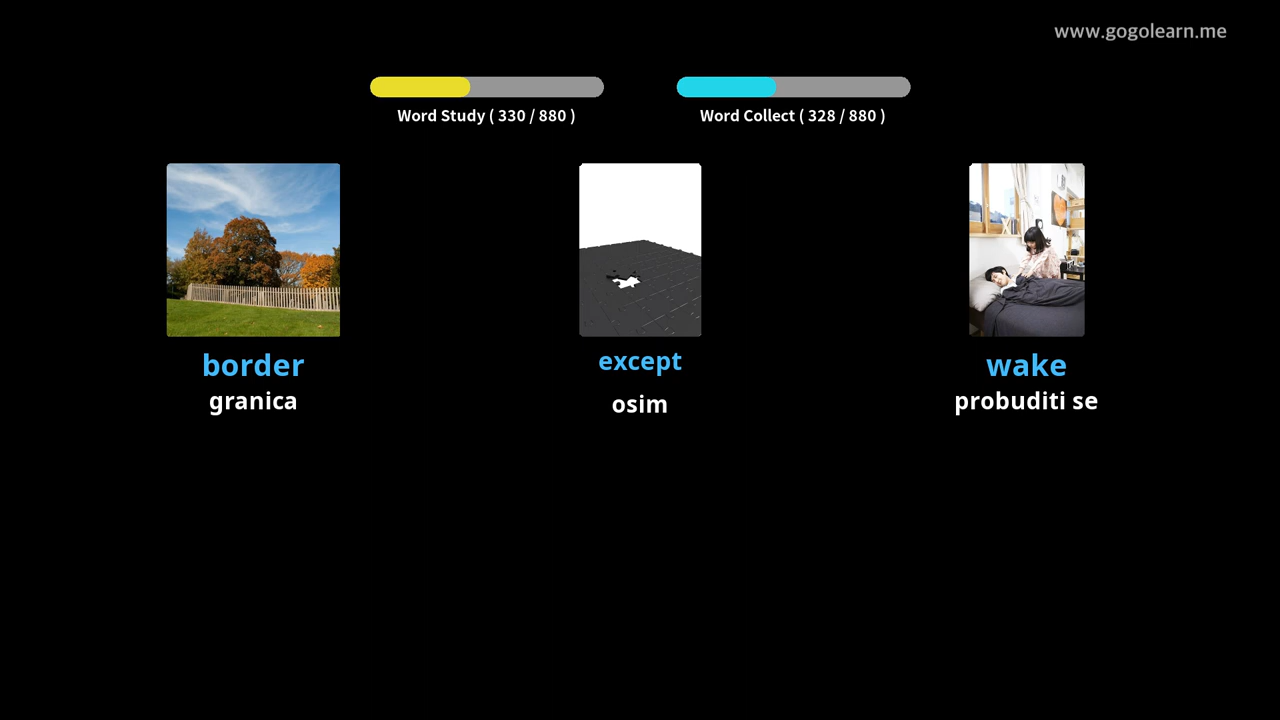 www.gogolearn.me
Word Study ( 330 / 880 )
Word Collect ( 328 / 880 )
border
granica
except
osim
wake
probuditi se